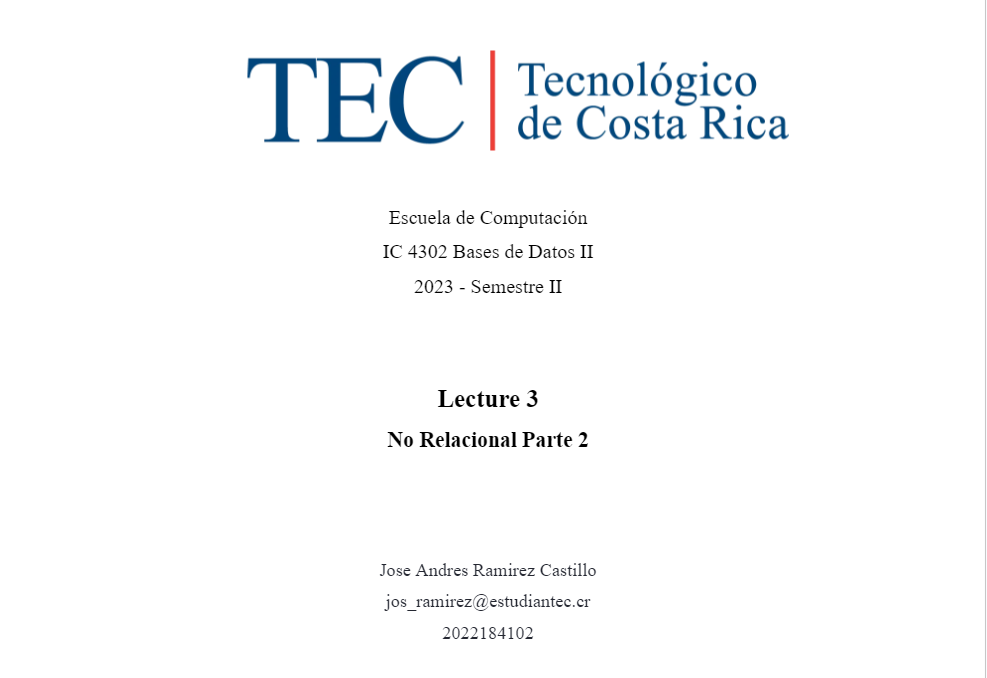 TEC
Tecnológico
de Costa Rica
Escuela de Computación
IC 4302 Bases de Datos II
2023 - Semestre II
Lecture 3
No Relacional Parte 2
Jose Andres Ramirez Castillo
jos_ramirez@estudiantec.cr
2022184102